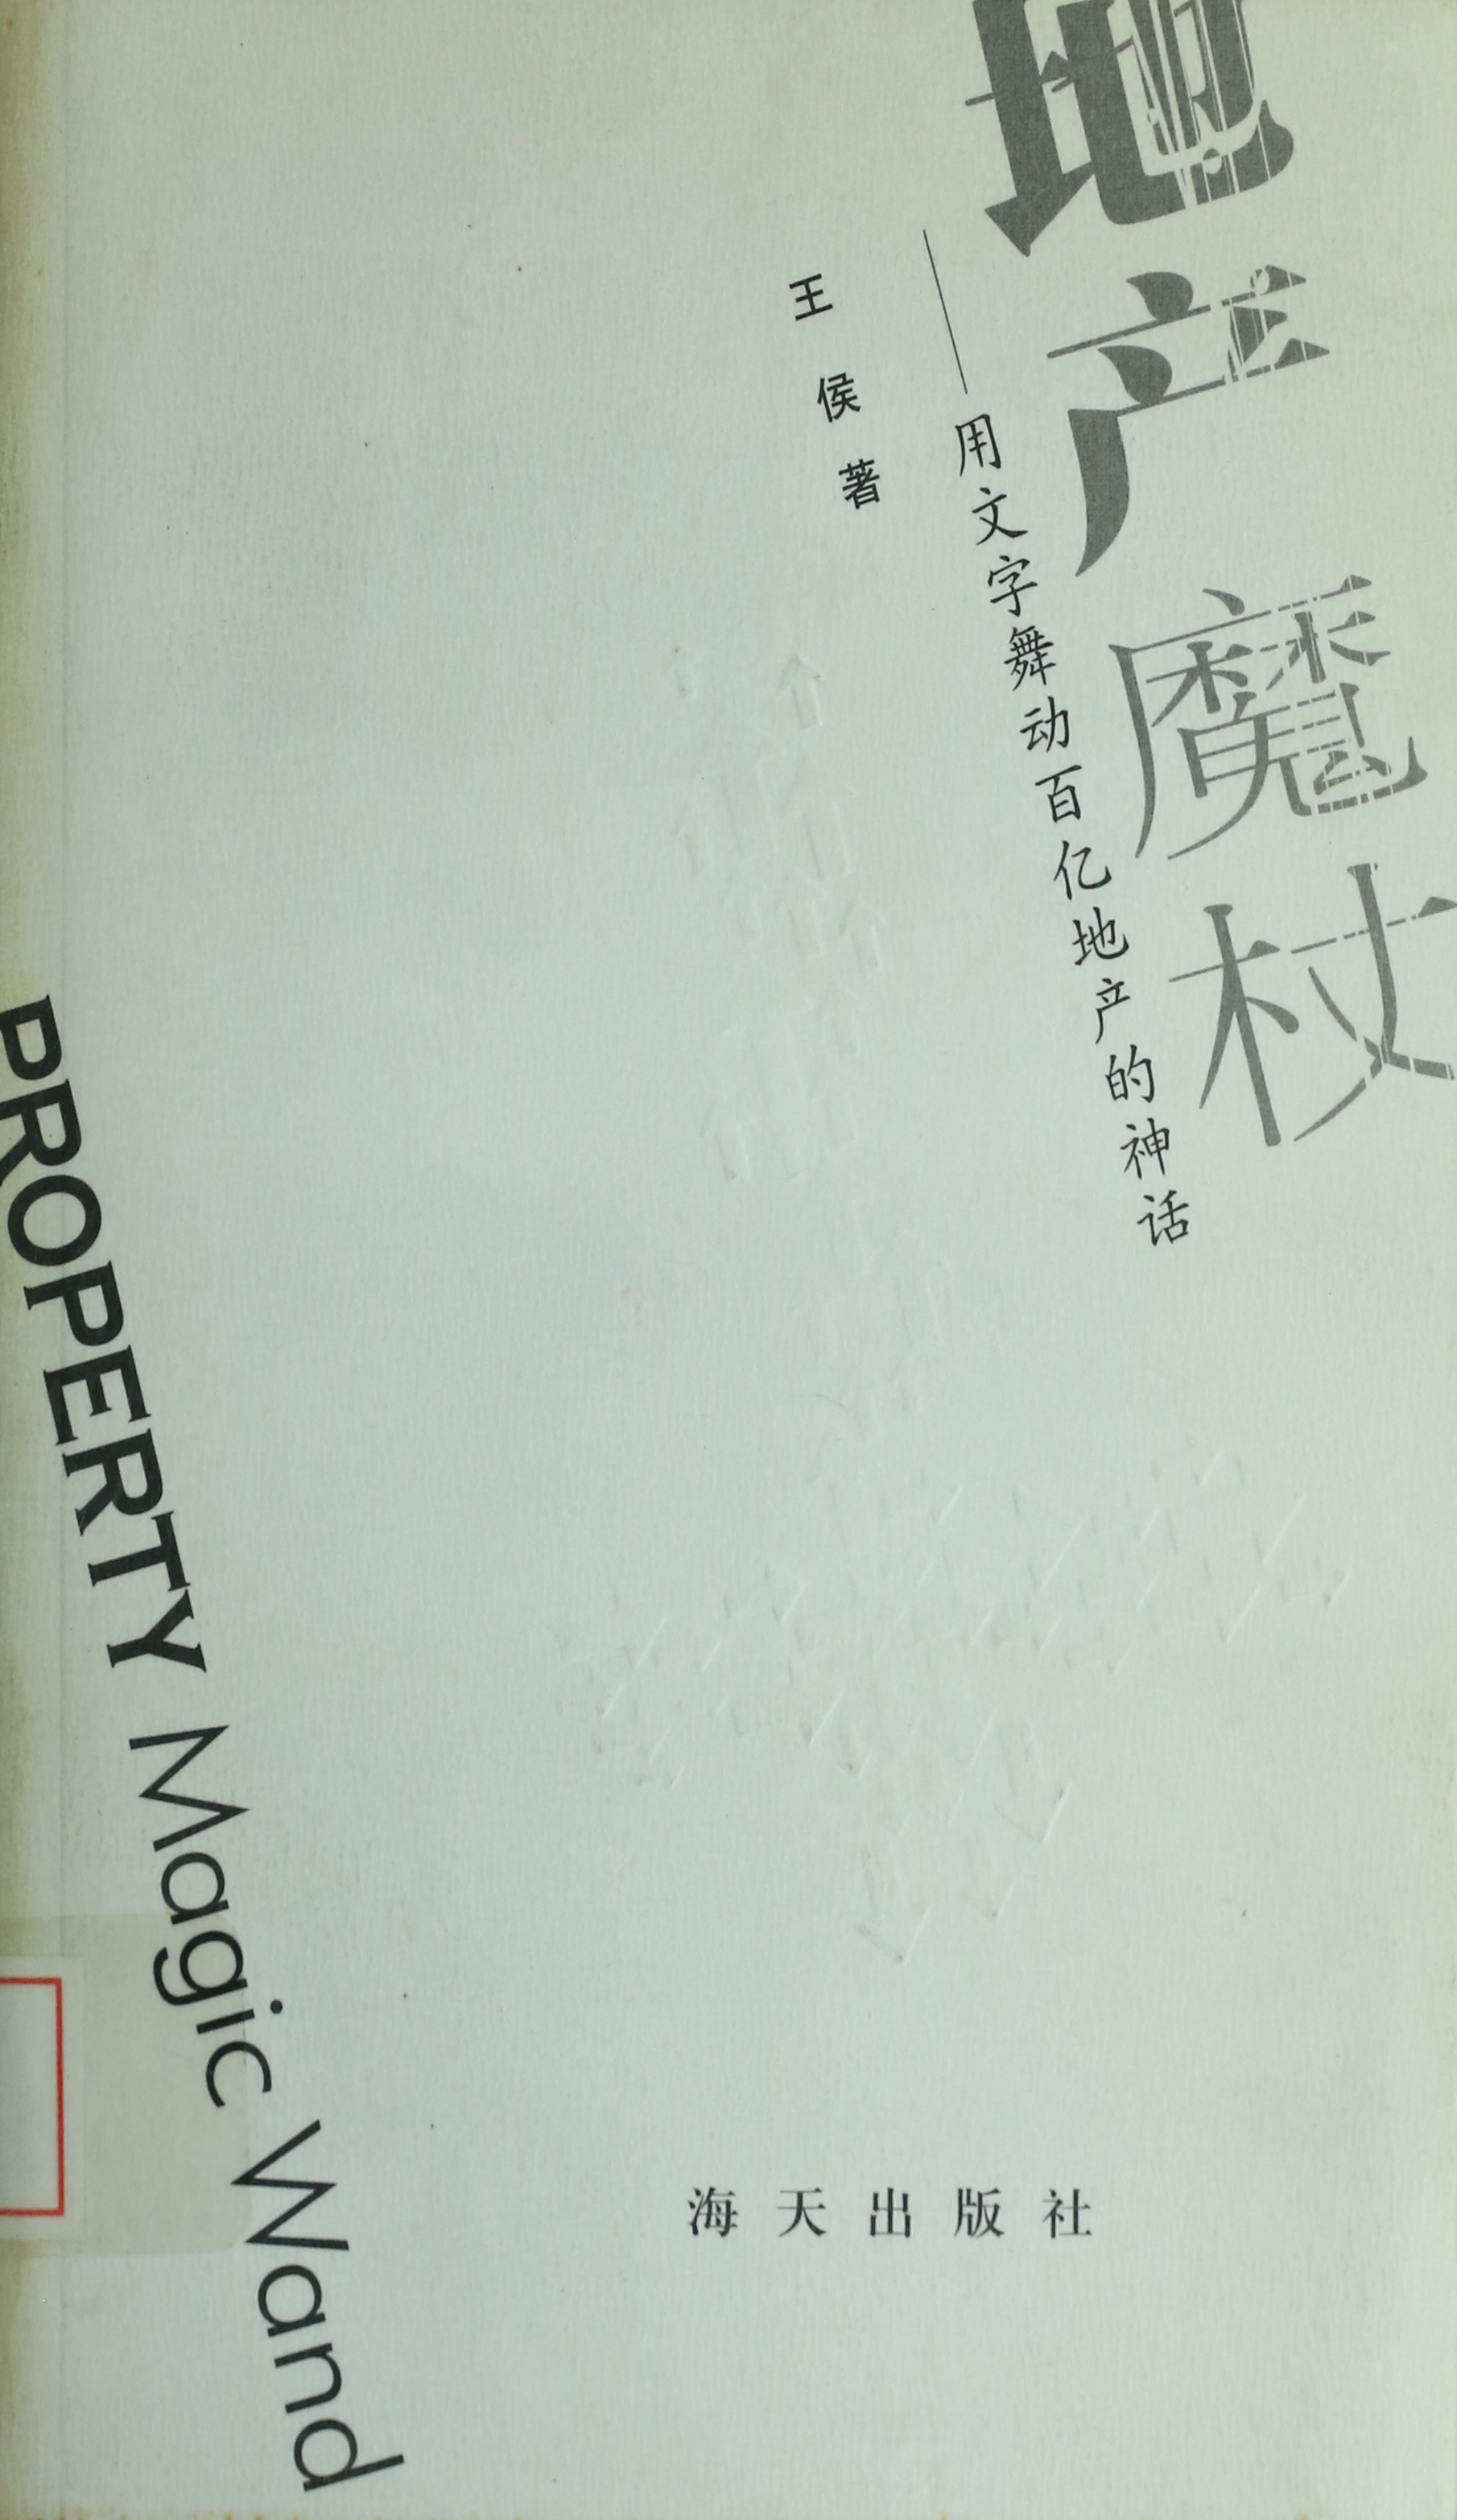 地产魔杖
——用文字舞动百亿地产的神话
王侯著
PROPERTY Magic Wand
海天出版社